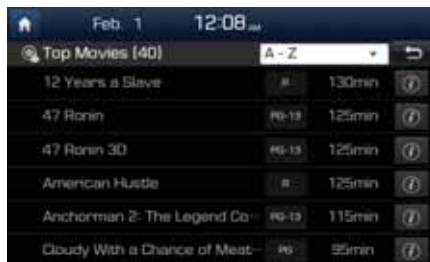 Feb. 1 12:08 AM
Top Movies (40) A - Z
12 Years a Slave R 130min
47 Ronin PG-13 125min
47 Ronin 3D PG-13 125min
American Hustle R 125min
Anchorman 2: The Legend Co··· PG-13 115min
Cloudy With a Chance of Meat··· PG 95min